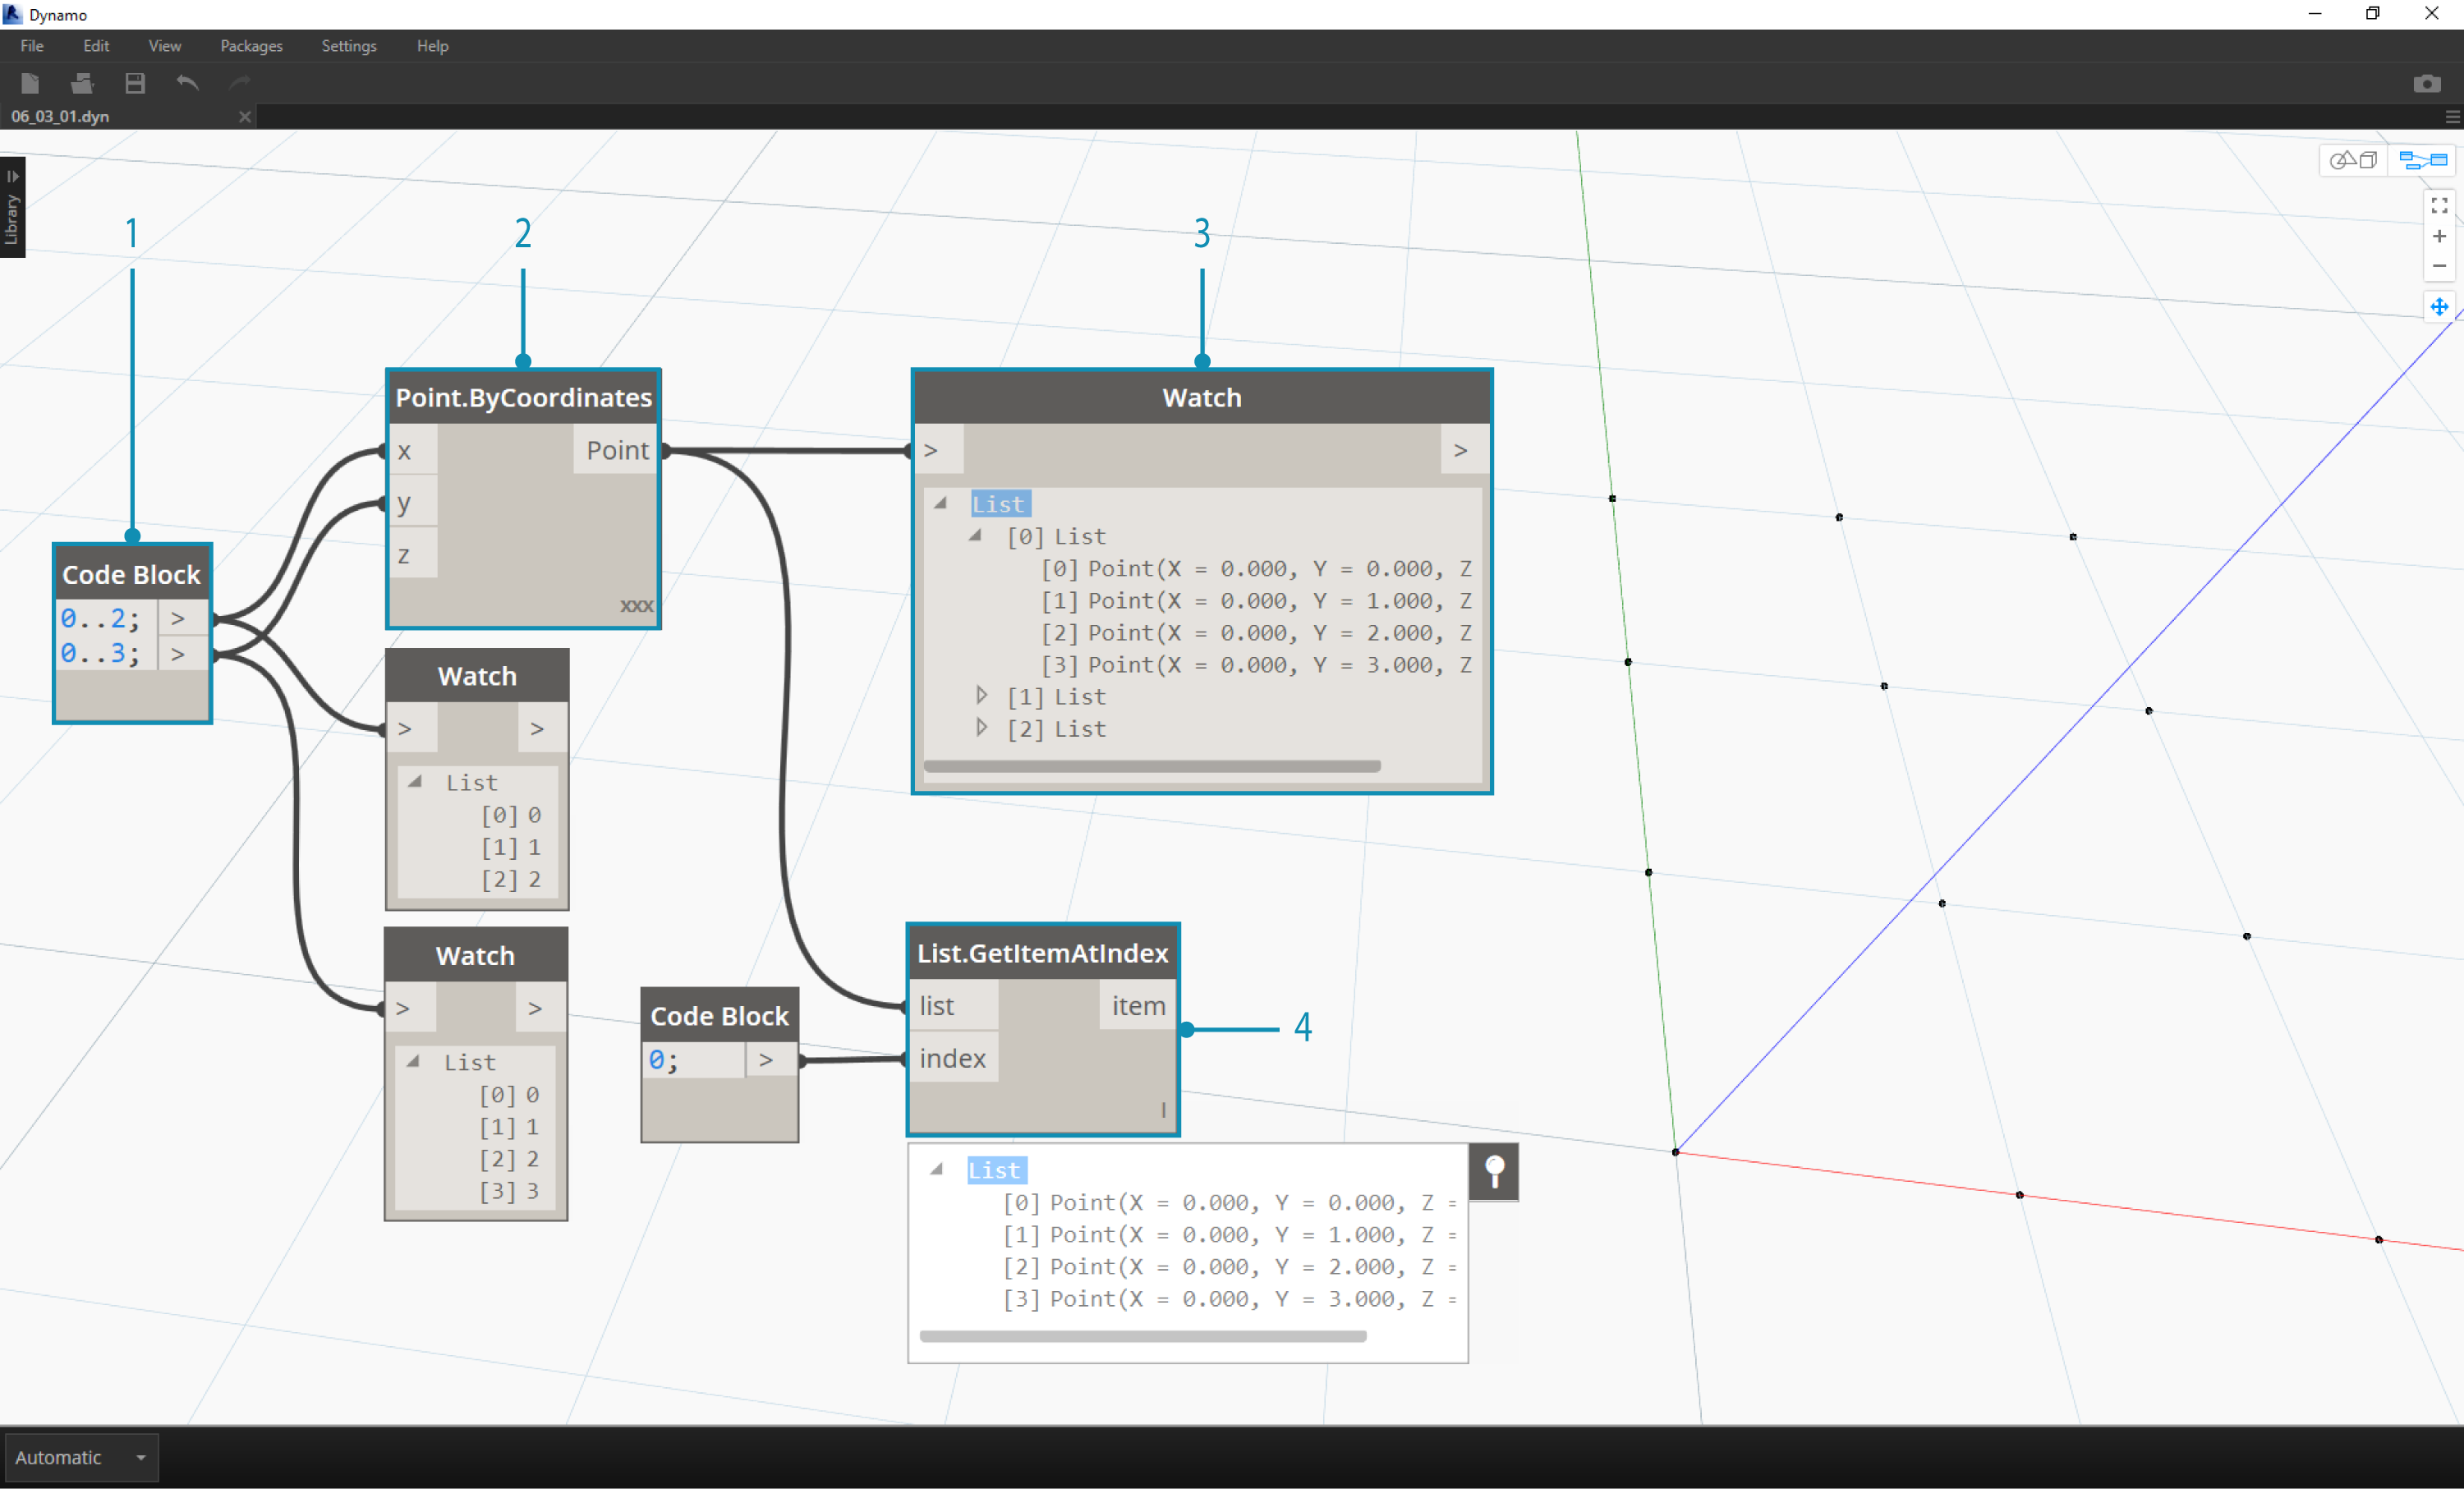 Dynamo
File Edit View Packages Settings Help
06_03_01.dyn
Library
1
2
3
Point.ByCoordinates
x Point
y
z
xxx
Watch
> >
List
[0] List
[0] Point(X = 0.000, Y = 0.000, Z
[1] Point(X = 0.000, Y = 1.000, Z
[2] Point(X = 0.000, Y = 2.000, Z
[3] Point(X = 0.000, Y = 3.000, Z
[1] List
[2] List
Code Block
0..2; >
0..3; >
Watch
> >
List
[0] 0
[1] 1
[2] 2
Watch
> >
List
[0] 0
[1] 1
[2] 2
[3] 3
Code Block
0; >
List.GetItemAtIndex
list item
index
l
4
List
[0] Point(X = 0.000, Y = 0.000, Z =
[1] Point(X = 0.000, Y = 1.000, Z =
[2] Point(X = 0.000, Y = 2.000, Z =
[3] Point(X = 0.000, Y = 3.000, Z =
Automatic